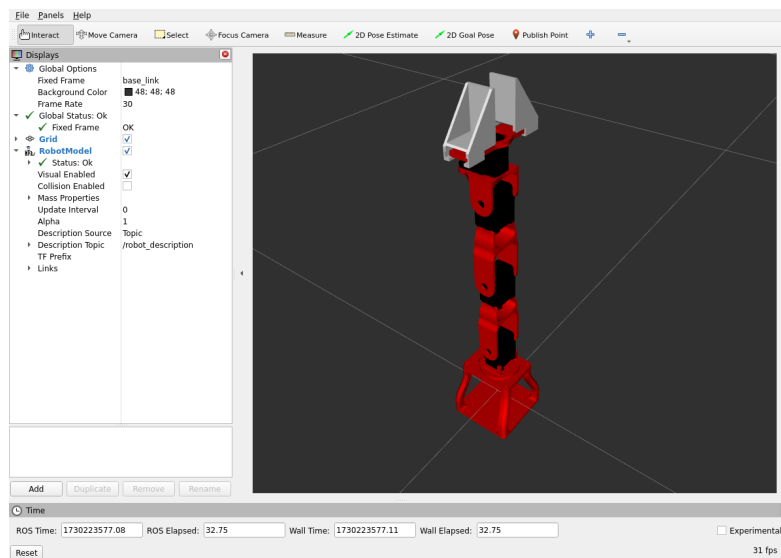 File Panels Help
Interact Move Camera Select Focus Camera Measure 2D Pose Estimate 2D Goal Pose Publish Point
Displays
Global Options
Fixed Frame base_link
Background Color 48; 48; 48
Frame Rate 30
Global Status: Ok
Fixed Frame OK
Grid
RobotModel
Status: Ok
Visual Enabled
Collision Enabled
Mass Properties
Update Interval 0
Alpha 1
Description Source Topic
Description Topic /robot_description
TF Prefix
Links
Add Duplicate Remove Rename
Time
ROS Time: 1730223577.08 ROS Elapsed: 32.75 Wall Time: 1730223577.11 Wall Elapsed: 32.75 Experimental
Reset 31 fps